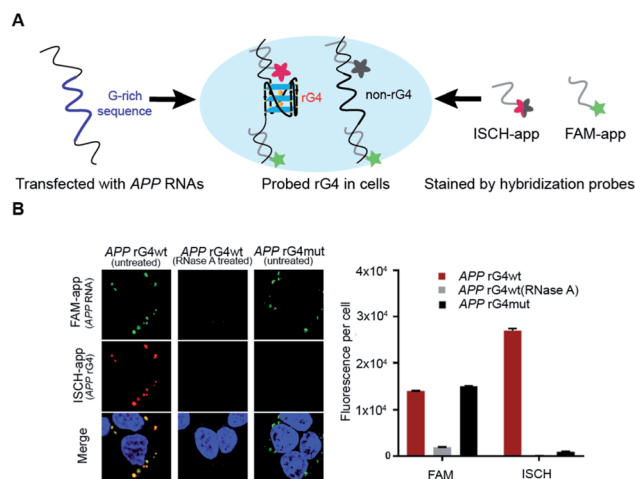 A
G-rich
sequence
rG4
non-rG4
ISCH-app
FAM-app
Transfected with APP RNAs
Probed rG4 in cells
Stained by hybridization probes
B
APP rG4wt
(untreated)
APP rG4wt
(RNase A treated)
APP rG4mut
(untreated)
FAM-app
(APP RNA)
ISCH-app
(APP rG4)
Merge
Fluorescence per cell
4x10⁴
3x10⁴
2x10⁴
1x10⁴
0
APP rG4wt
APP rG4wt(RNase A)
APP rG4mut
FAM
ISCH